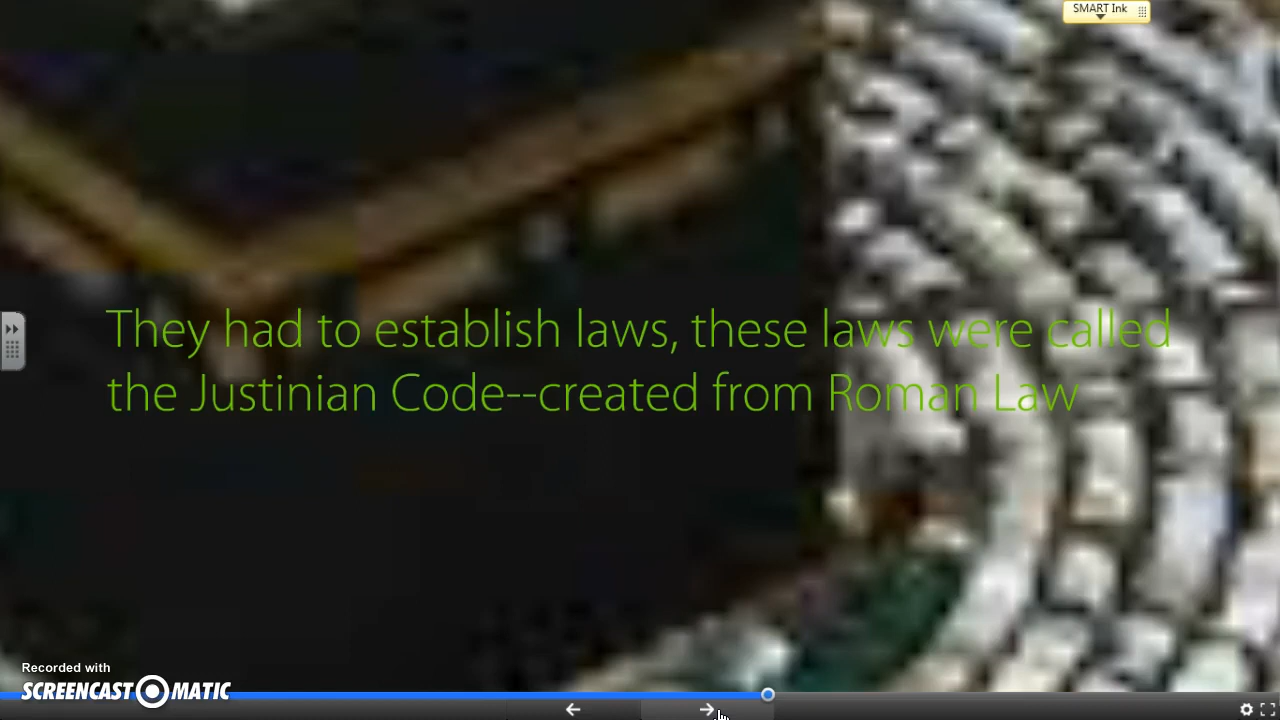 SMART Ink
They had to establish laws, these laws were called
the Justinian Code--created from Roman Law
Recorded with
SCREENCAST MATIC